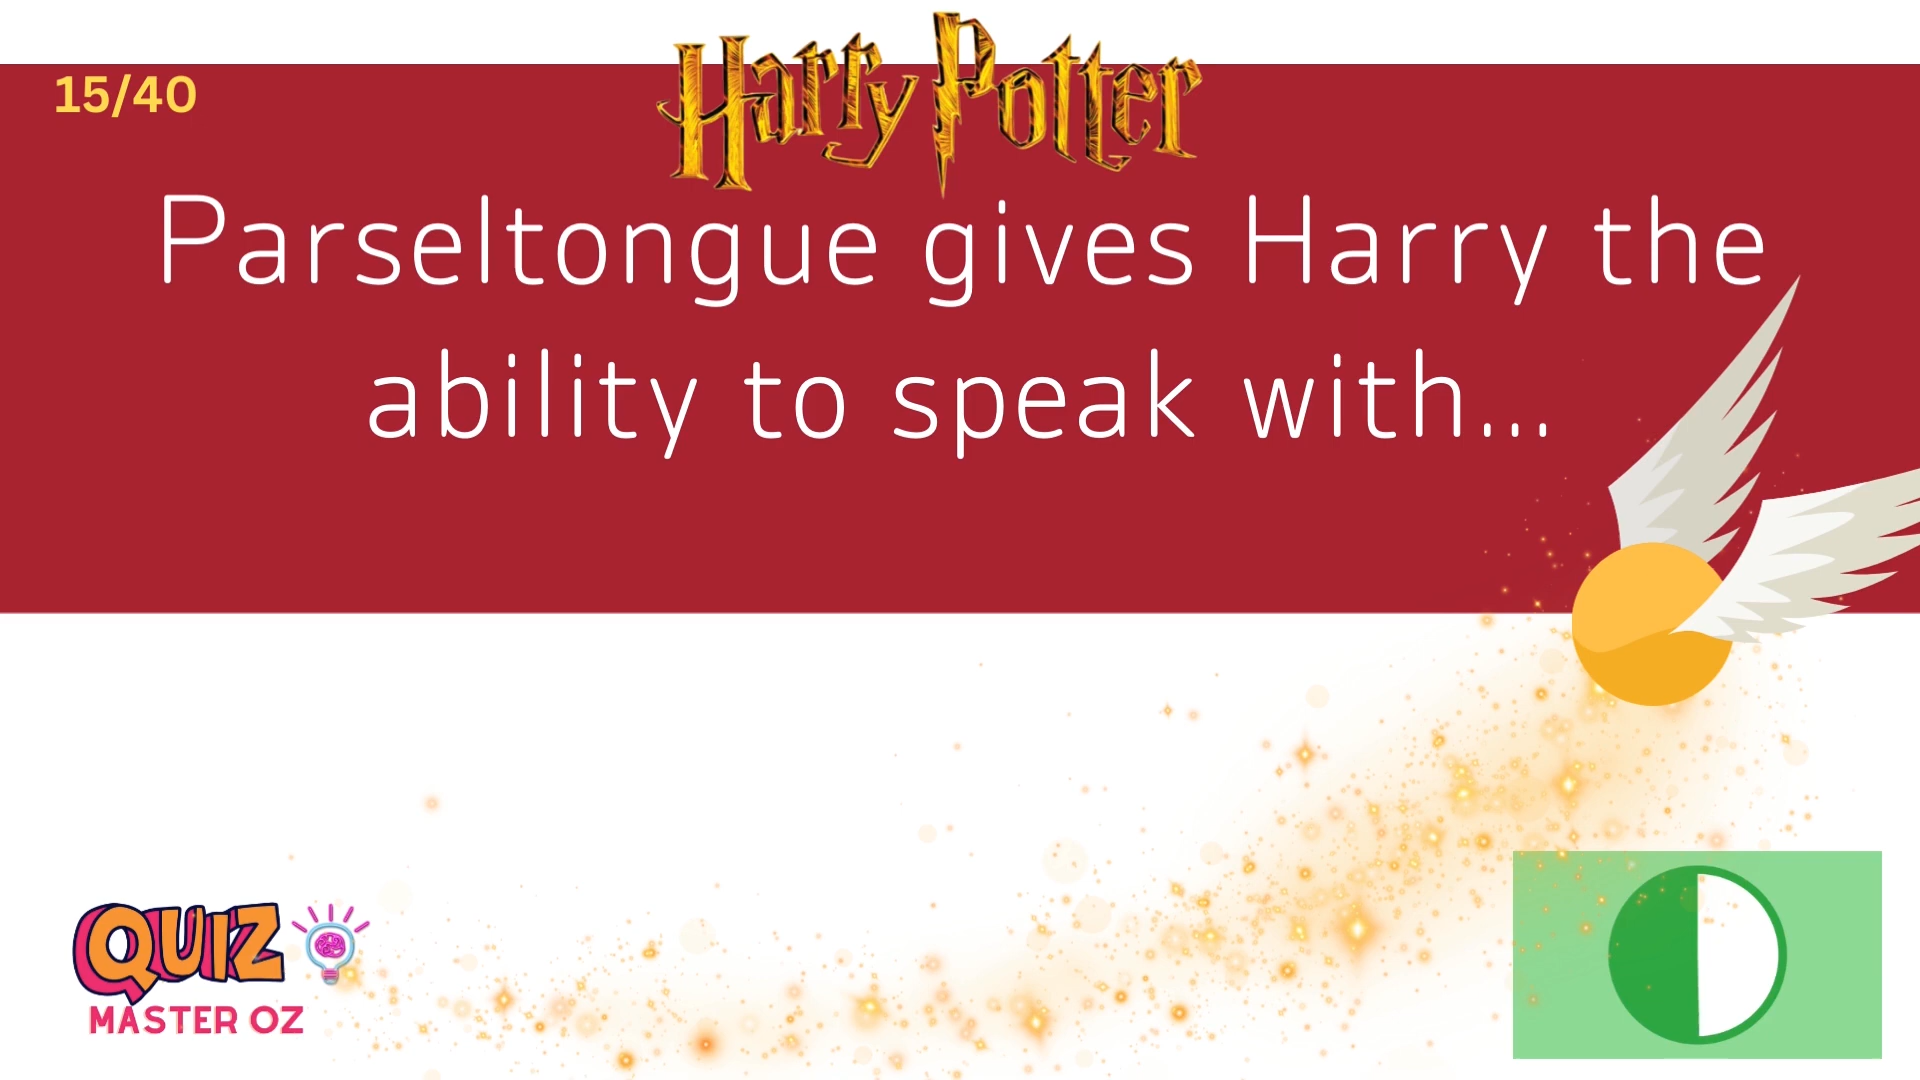 Harry Potter
15/40
Parseltongue gives Harry the
ability to speak with...
QUIZ
MASTER OZ